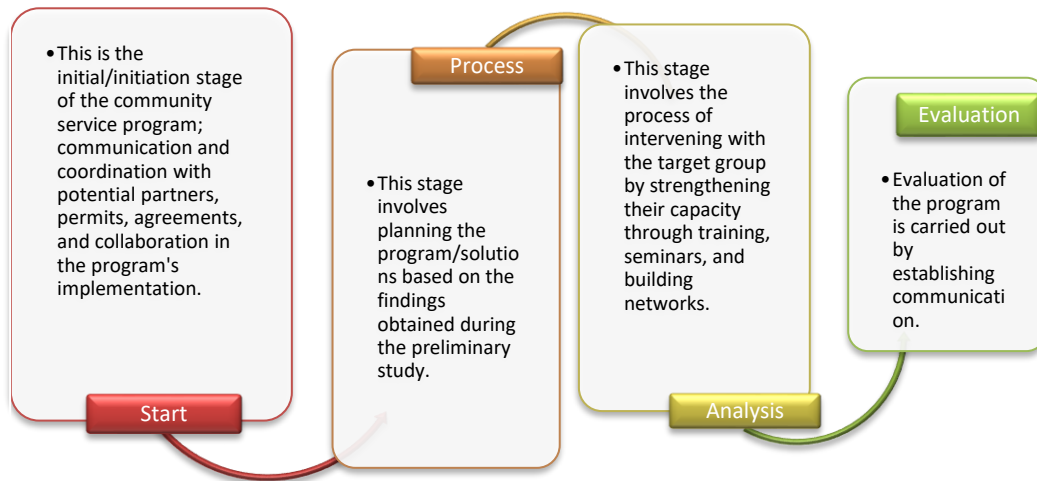 •This is the
initial/initiation stage
of the community
service program;
communication and
coordination with
potential partners,
permits, agreements,
and collaboration in
the program's
implementation.
Start
Process
•This stage
involves
planning the
program/solutio
ns based on the
findings
obtained during
the preliminary
study.
•This stage
involves the
process of
intervening with
the target group
by strengthening
their capacity
through training,
seminars, and
building
networks.
Analysis
Evaluation
•Evaluation of
the program
is carried out
by
establishing
communicati
on.